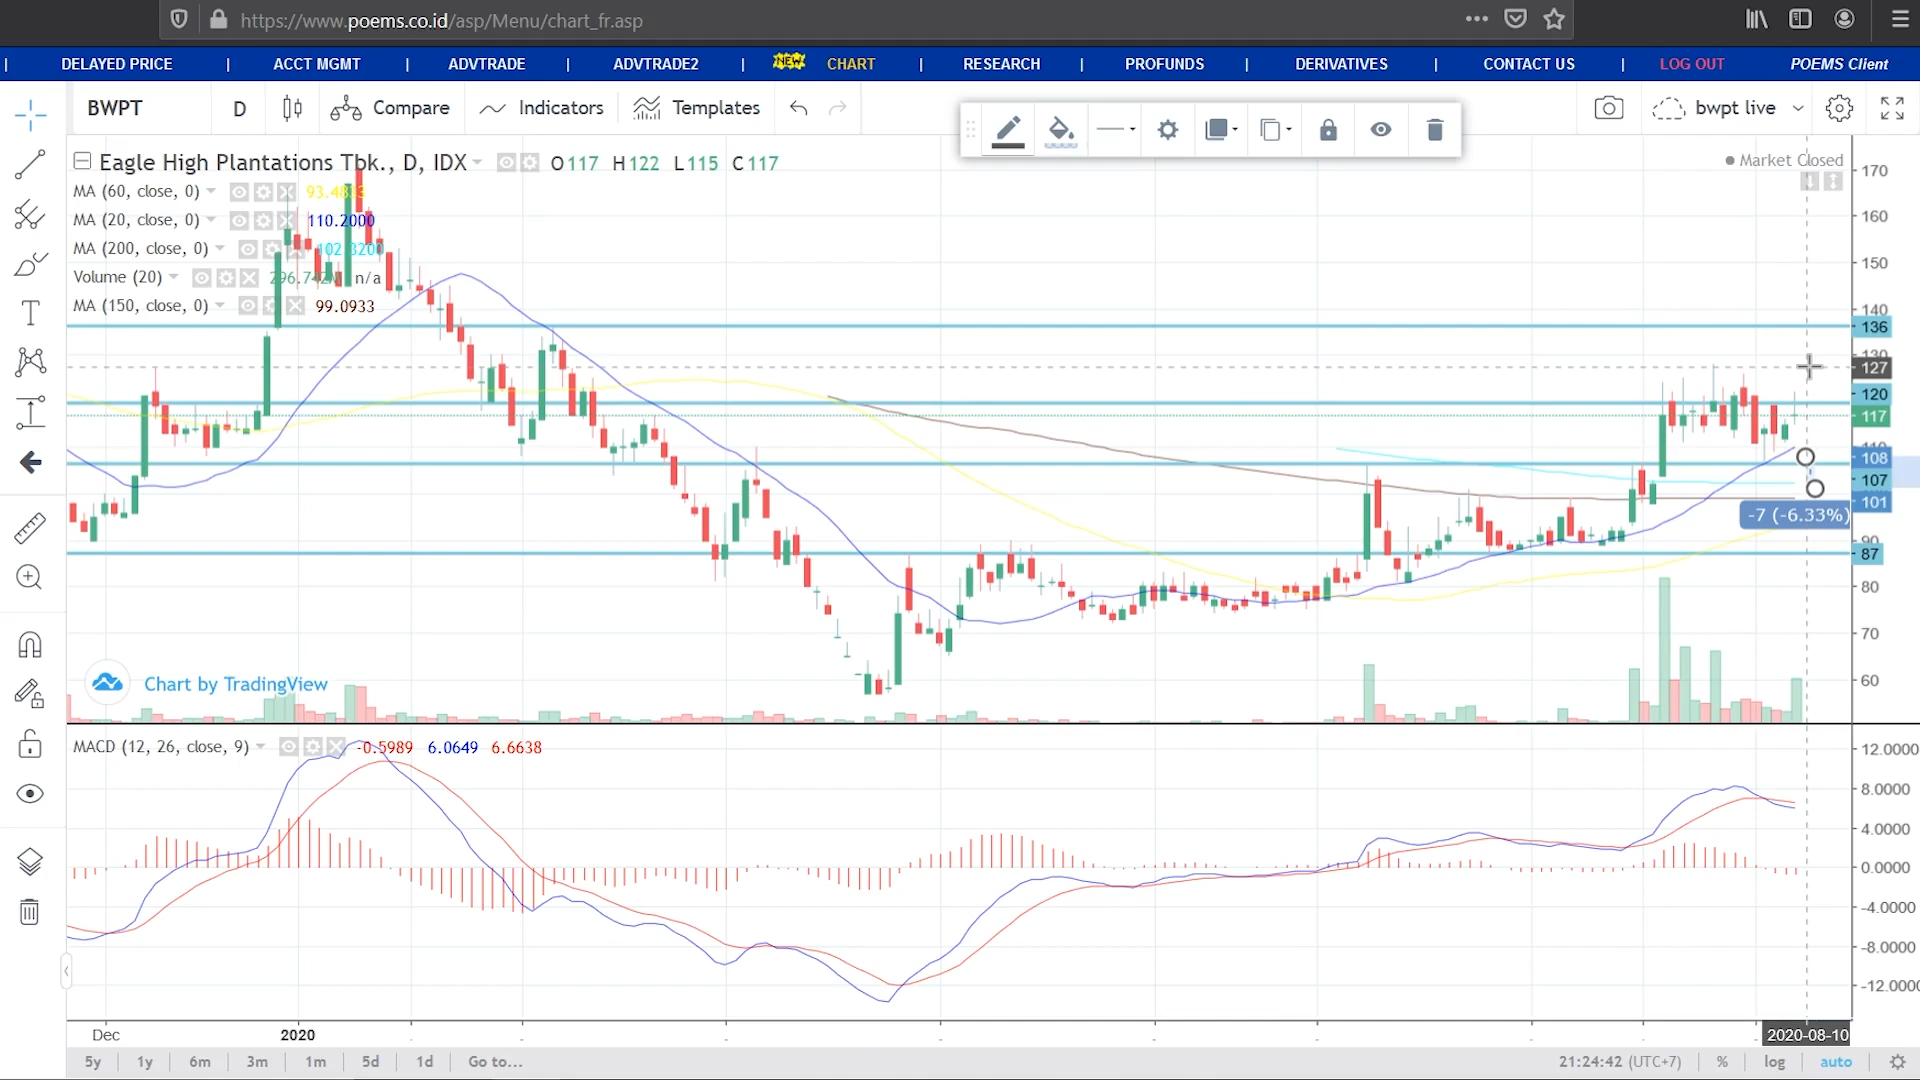 https://www.poems.co.id/asp/Menu/chart_fr.asp
| DELAYED PRICE | ACCT MGMT | ADVTRADE | ADVTRADE2 | NEW CHART | RESEARCH | PROFUNDS | DERIVATIVES | CONTACT US | LOG OUT POEMS Client
BWPT D Compare Indicators Templates bwpt live
Eagle High Plantations Tbk., D, IDX O117 H122 L115 C117
Market Closed
MA (60, close, 0)
MA (20, close, 0) 110.2000
MA (200, close, 0) 102.3200
Volume (20) n/a
MA (150, close, 0) 99.0933
170
160
150
140
136
130
127
120
117
110
108
107
101
-7 (-6.33%)
90
87
80
70
60
Chart by TradingView
MACD (12, 26, close, 9) -0.5989 6.0649 6.6638
12.0000
8.0000
4.0000
0.0000
-4.0000
-8.0000
-12.0000
Dec 2020 2020-08-10
5y 1y 6m 3m 1m 5d 1d Go to... 21:24:42 (UTC+7) % log auto